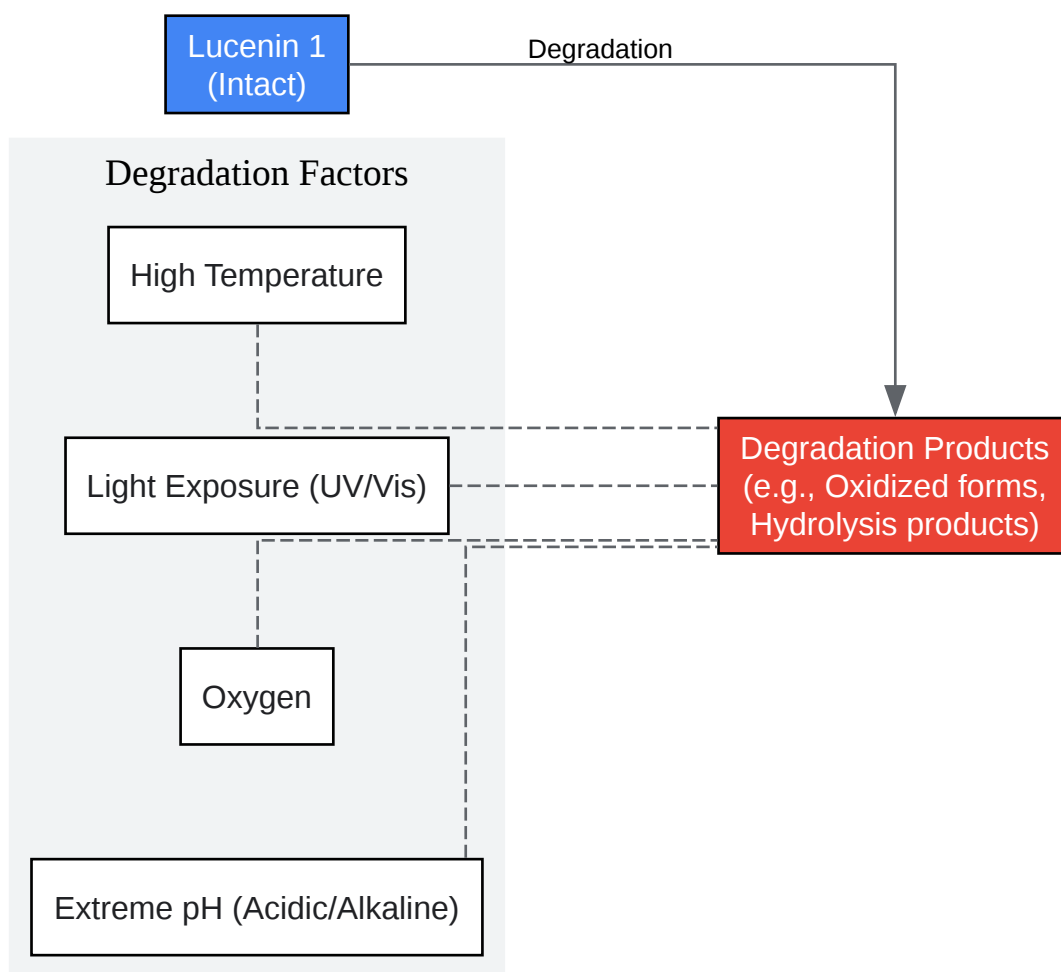 Lucenin 1
(Intact)
Degradation
Degradation Factors
High Temperature
Light Exposure (UV/Vis)
Degradation Products
(e.g., Oxidized forms,
Hydrolysis products)
Oxygen
Extreme pH (Acidic/Alkaline)